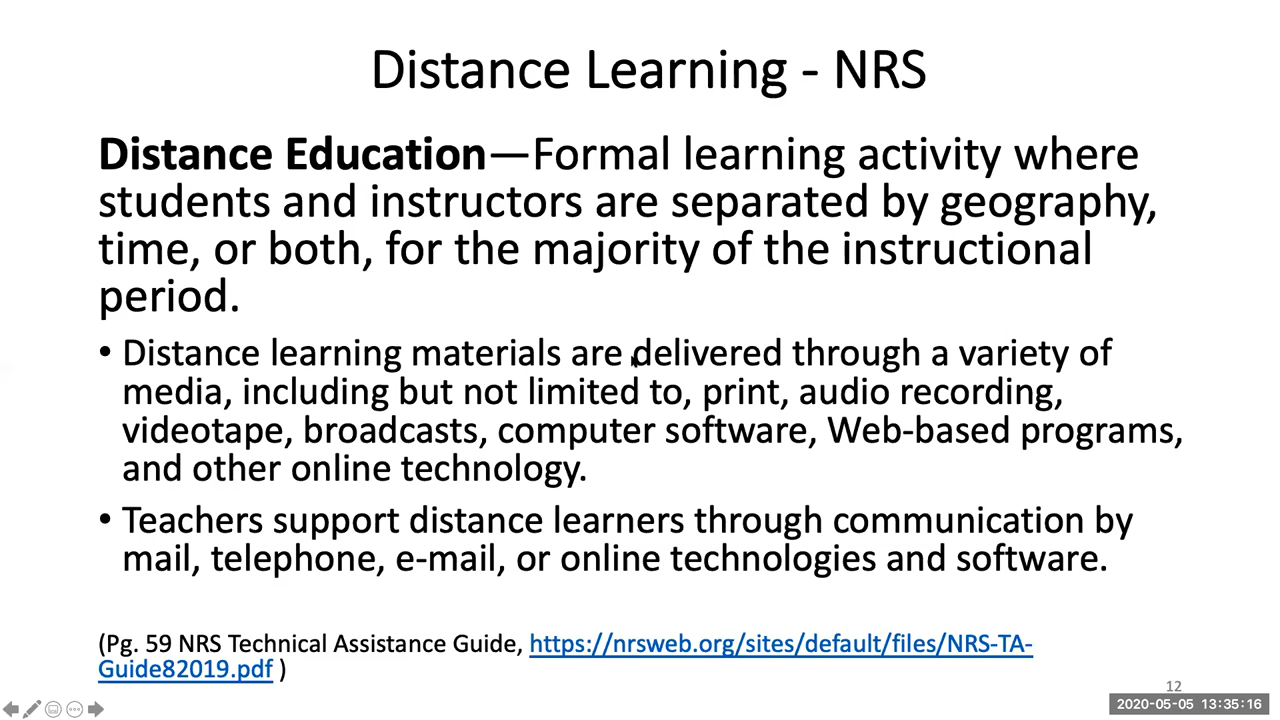 Distance Learning - NRS
Distance Education—Formal learning activity where
students and instructors are separated by geography,
time, or both, for the majority of the instructional
period.
• Distance learning materials are delivered through a variety of
media, including but not limited to, print, audio recording,
videotape, broadcasts, computer software, Web-based programs,
and other online technology.
• Teachers support distance learners through communication by
mail, telephone, e-mail, or online technologies and software.
(Pg. 59 NRS Technical Assistance Guide, https://nrsweb.org/sites/default/files/NRS-TA-
Guide82019.pdf )
12
2020-05-05 13:35:16